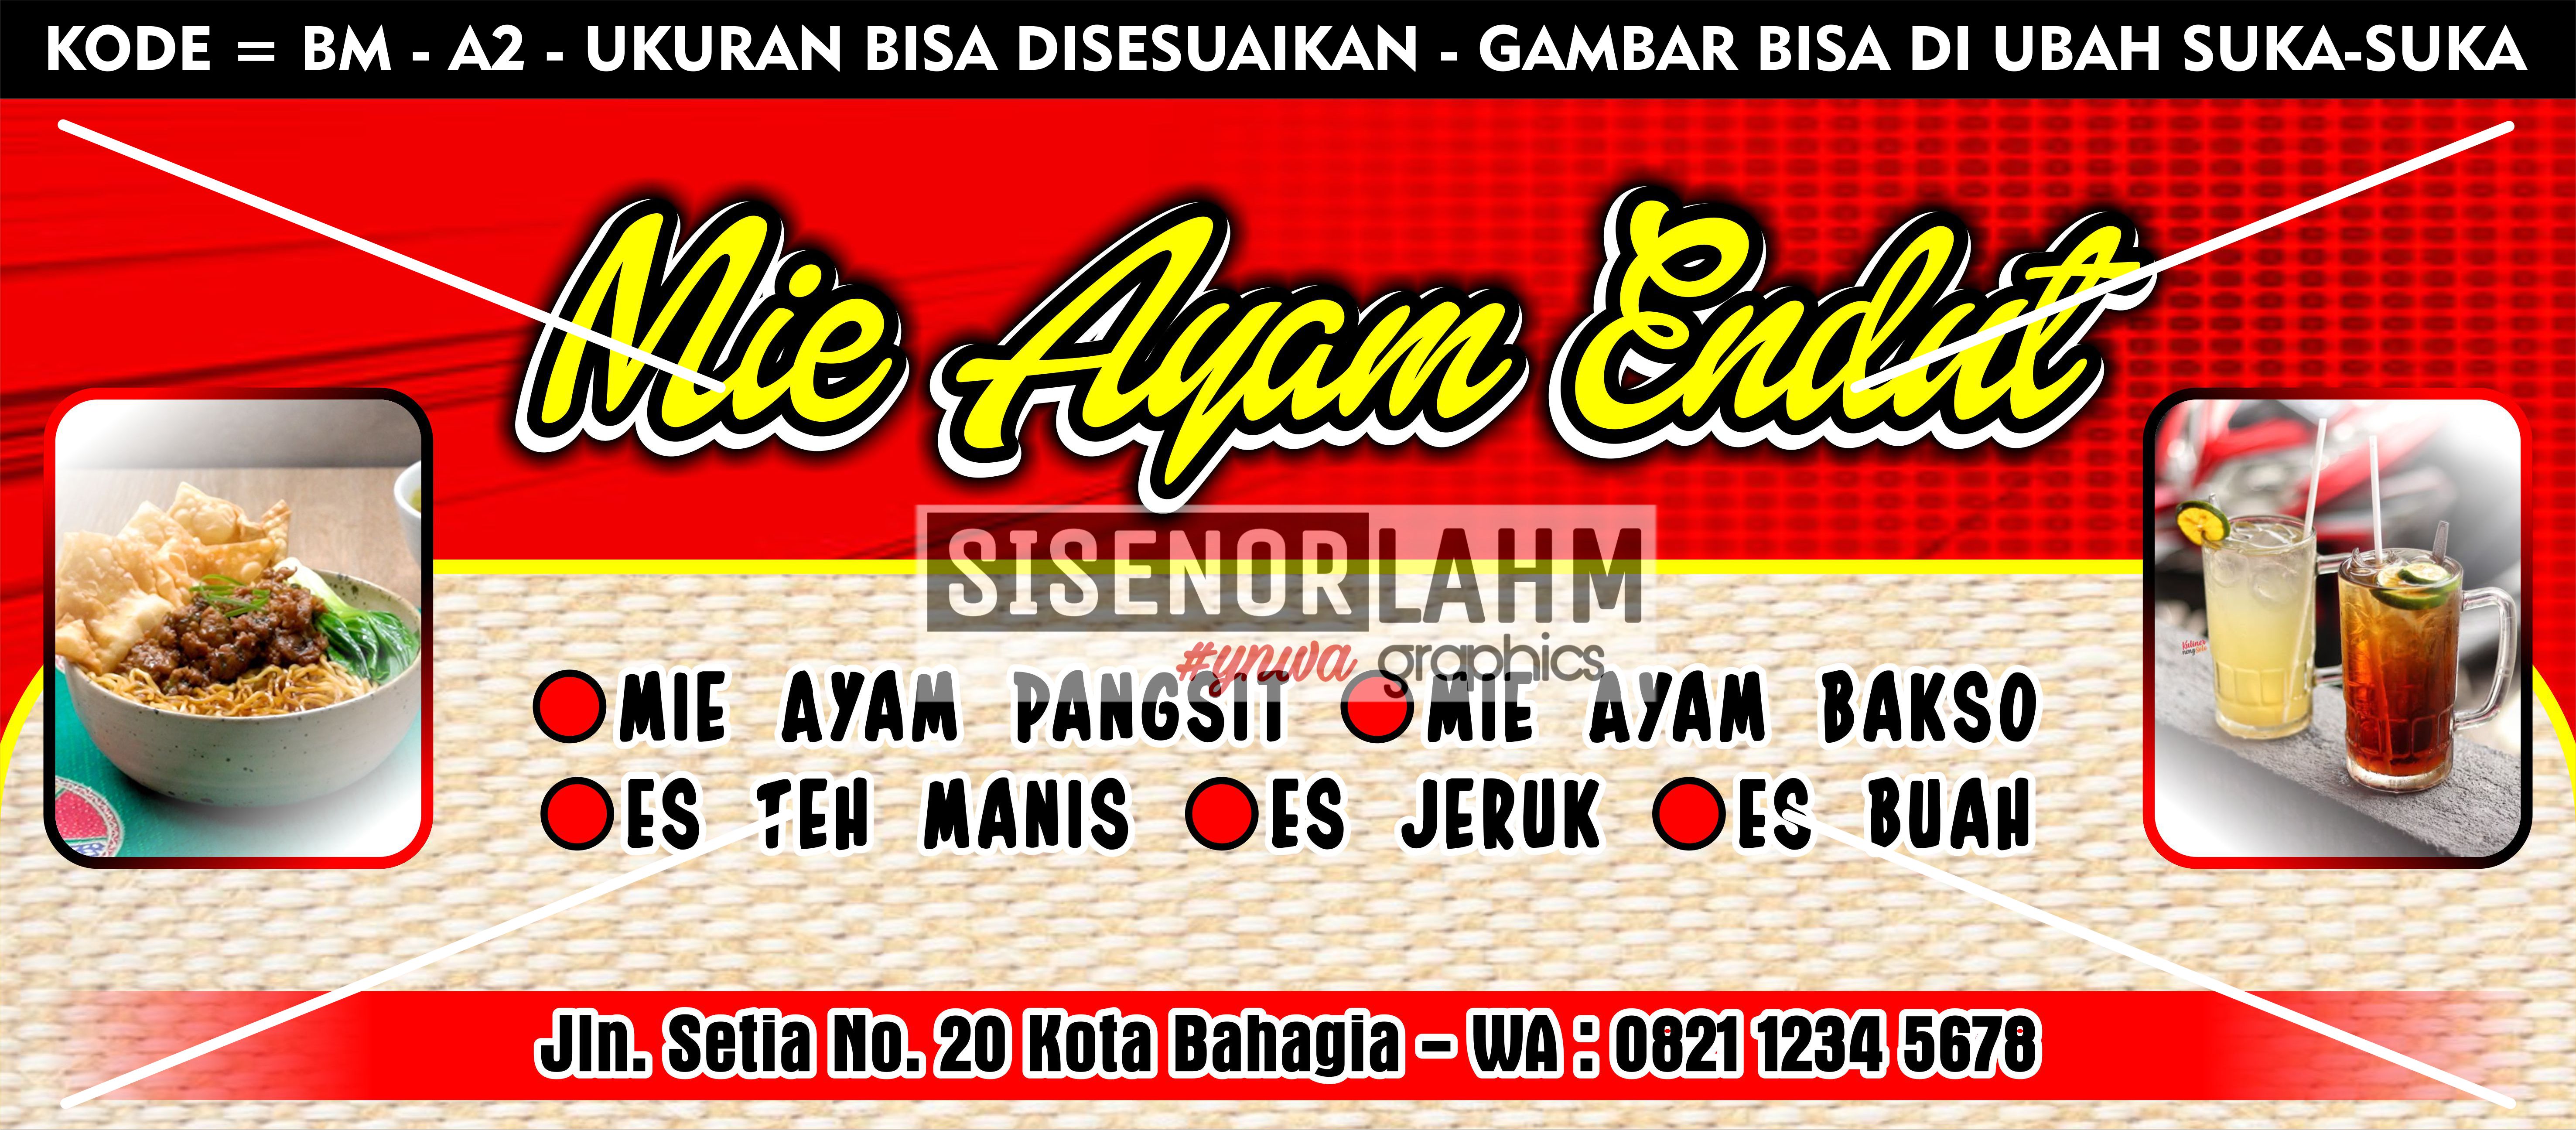 KODE = BM - A2 - UKURAN BISA DISESUAIKAN - GAMBAR BISA DI UBAH SUKA-SUKA
Mie Ayam Endut
SISENORLAHM
#ynwa graphics
MIE AYAM PANGSIT MIE AYAM BAKSO
ES TEH MANIS ES JERUK ES BUAH
Jln. Setia No. 20 Kota Bahagia – WA : 0821 1234 5678